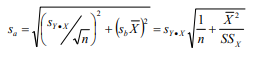 s_a = √((s_{Y•X}/√n)² + (s_b X̄)²) = s_{Y•X} √(1/n + X̄²/SS_X)